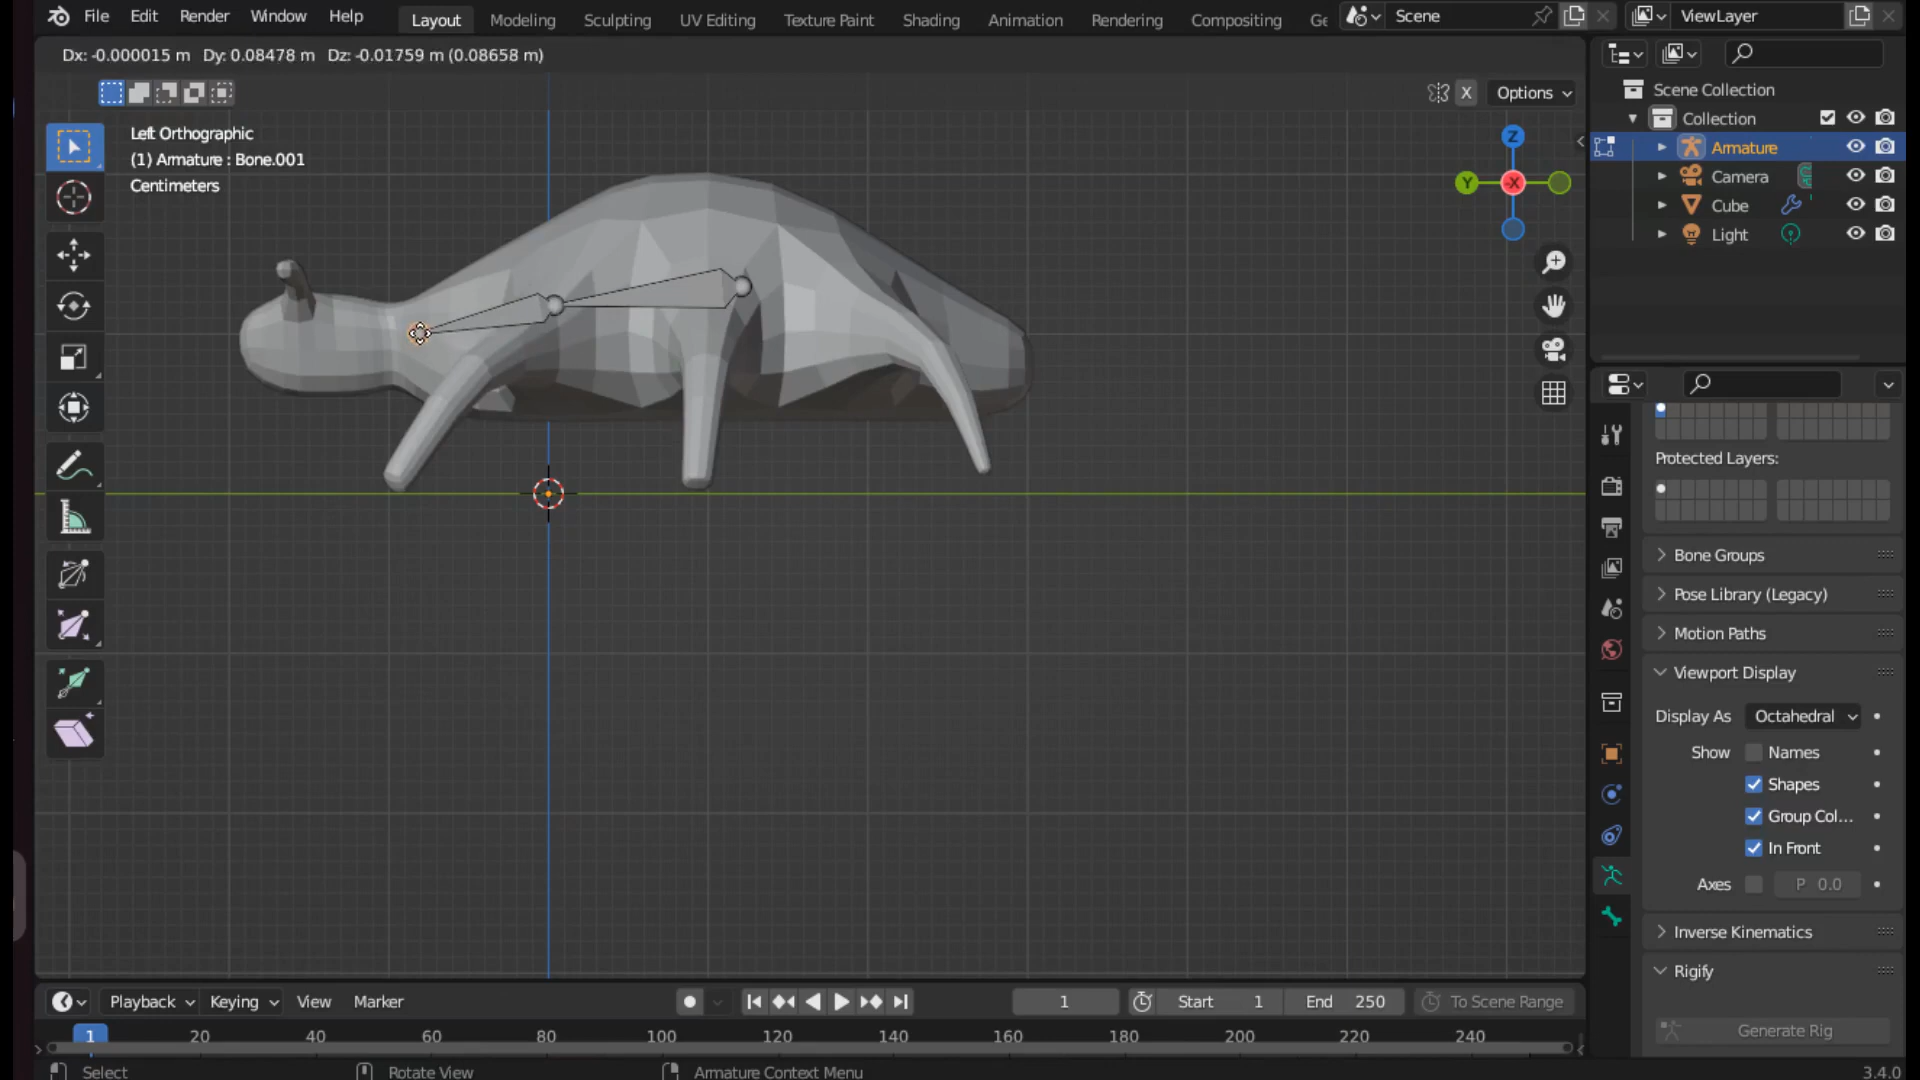 File Edit Render Window Help Layout Modeling Sculpting UV Editing Texture Paint Shading Animation Rendering Compositing Ge Scene ViewLayer
Dx: -0.000015 m Dy: 0.08478 m Dz: -0.01759 m (0.08658 m)
X Options
Left Orthographic
(1) Armature : Bone.001
Centimeters
Z
Y
-X
Scene Collection
Collection
Armature
Camera
Cube
Light
Protected Layers:
Bone Groups
Pose Library (Legacy)
Motion Paths
Viewport Display
Display As Octahedral
Show Names
Shapes
Group Col...
In Front
Axes P 0.0
Inverse Kinematics
Rigify
Generate Rig
Playback Keying View Marker 1 Start 1 End 250 To Scene Range
1 20 40 60 80 100 120 140 160 180 200 220 240
Select Rotate View Armature Context Menu 3.4.0